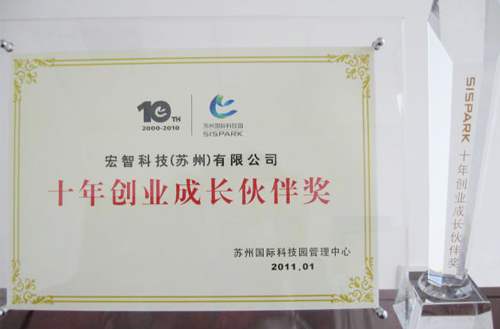 10TH
2000-2010
苏州国际科技园
SISPARK
宏智科技(苏州)有限公司
十年创业成长伙伴奖
苏州国际科技园管理中心
2011.01
SISPARK 十年创业成长伙伴奖